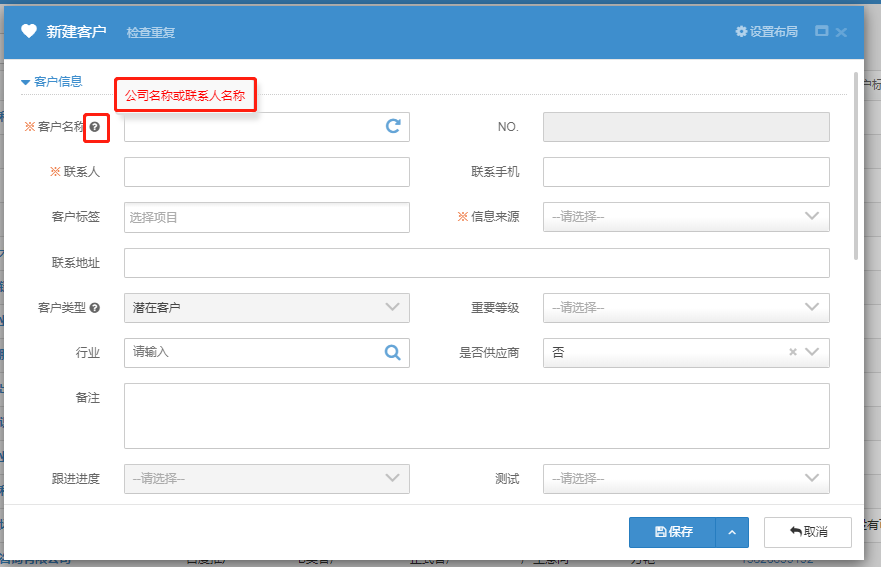 新建客户
检查重复
设置布局
客户信息
公司名称或联系人名称
※ 客户名称
NO.
※ 联系人
联系手机
客户标签
选择项目
※ 信息来源
--请选择--
联系地址
客户类型
潜在客户
重要等级
--请选择--
行业
请输入
是否供应商
否
备注
跟进进度
--请选择--
测试
--请选择--
保存
取消